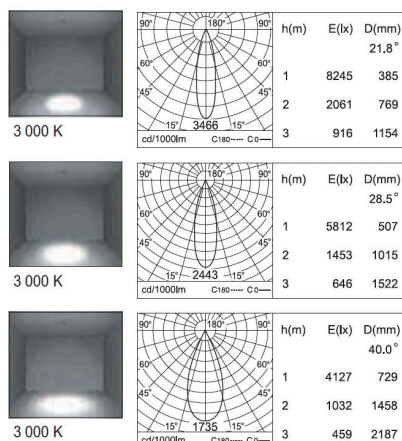 90° 180° 90° h(m) E(lx) D(mm)
21.8°
60° 60°
1 8245 385
45° 45°
2 2061 769
15° 3466 15°
3 916 1154
cd/1000lm C180----- C0—
3 000 K
90° 180° 90° h(m) E(lx) D(mm)
28.5°
60° 60°
1 5812 507
45° 45°
2 1453 1015
15° 2443 15°
3 646 1522
cd/1000lm C180----- C0—
3 000 K
90° 180° 90° h(m) E(lx) D(mm)
40.0°
60° 60°
1 4127 729
45° 45°
2 1032 1458
15° 1735 15°
3 459 2187
cd/1000lm C180----- C0—
3 000 K